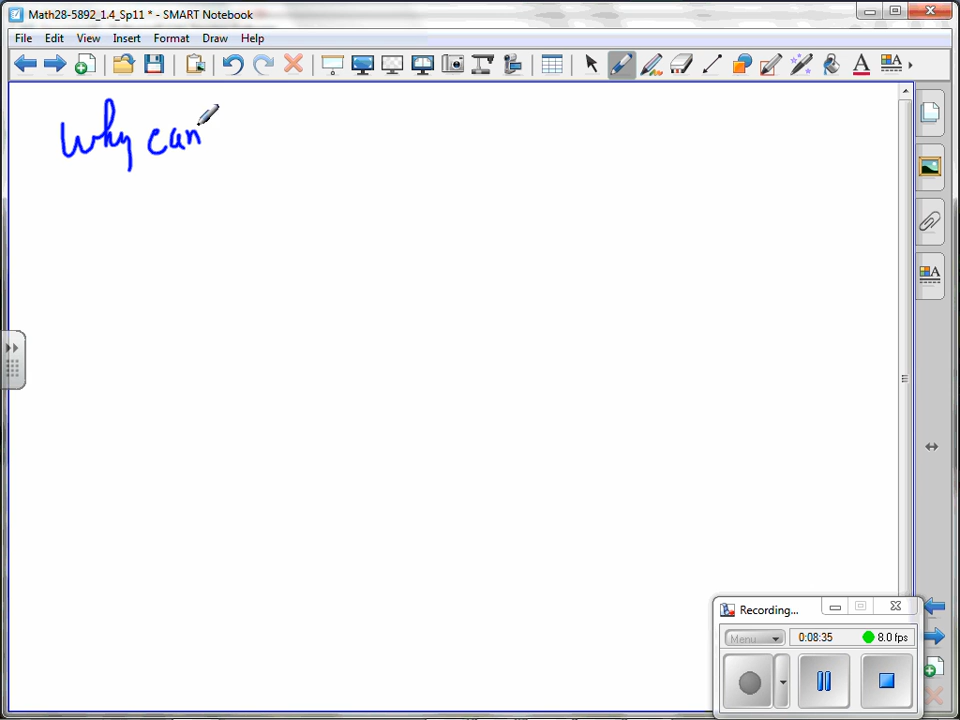 Math28-5892_1.4_Sp11 * - SMART Notebook
File Edit View Insert Format Draw Help
Why can
Recording...
Menu 0:08:35 8.0 fps